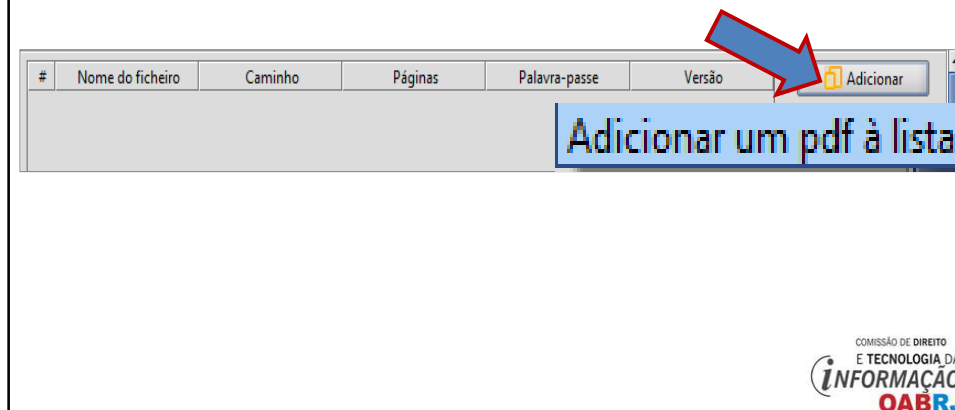 # Nome do ficheiro Caminho Páginas Palavra-passe Versão Adicionar
Adicionar um pdf à lista
COMISSÃO DE DIREITO
E TECNOLOGIA DA
iNFORMAÇÃO
OABRJ